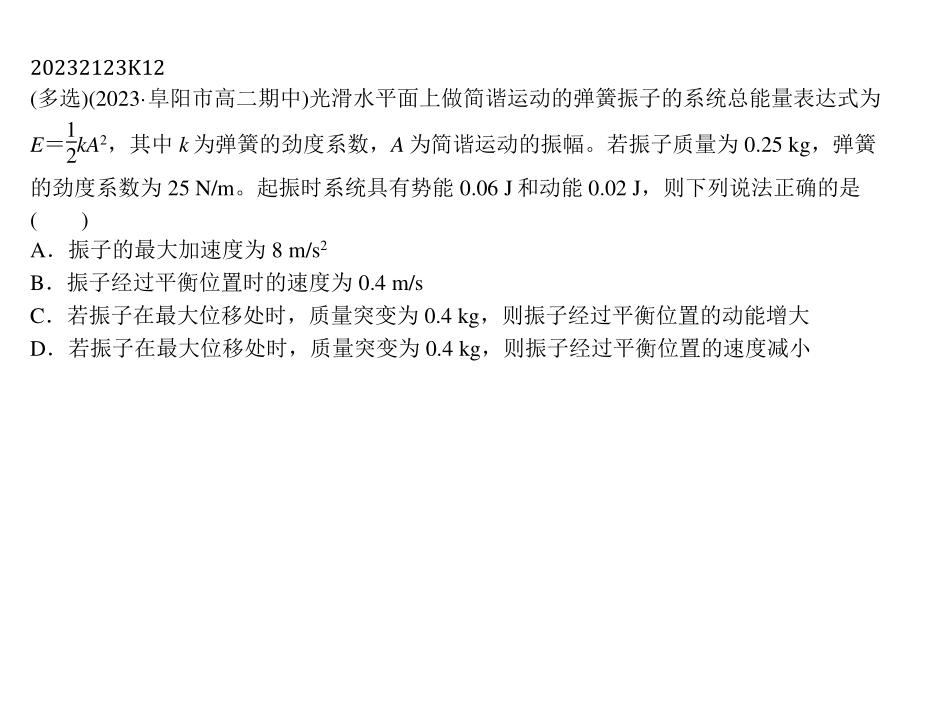 20232123K12
(多选)(2023·阜阳市高二期中)光滑水平面上做简谐运动的弹簧振子的系统总能量表达式为
E=\frac{1}{2}kA²，其中 k 为弹簧的劲度系数，A 为简谐运动的振幅。若振子质量为 0.25 kg，弹簧
的劲度系数为 25 N/m。起振时系统具有势能 0.06 J 和动能 0.02 J，则下列说法正确的是
(　　)
A．振子的最大加速度为 8 m/s²
B．振子经过平衡位置时的速度为 0.4 m/s
C．若振子在最大位移处时，质量突变为 0.4 kg，则振子经过平衡位置的动能增大
D．若振子在最大位移处时，质量突变为 0.4 kg，则振子经过平衡位置的速度减小